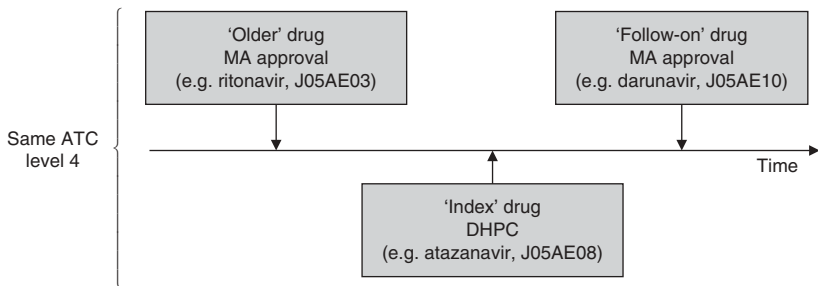 ‘Older’ drug
MA approval
(e.g. ritonavir, J05AE03)
‘Follow-on’ drug
MA approval
(e.g. darunavir, J05AE10)
Same ATC
level 4
Time
‘Index’ drug
DHPC
(e.g. atazanavir, J05AE08)